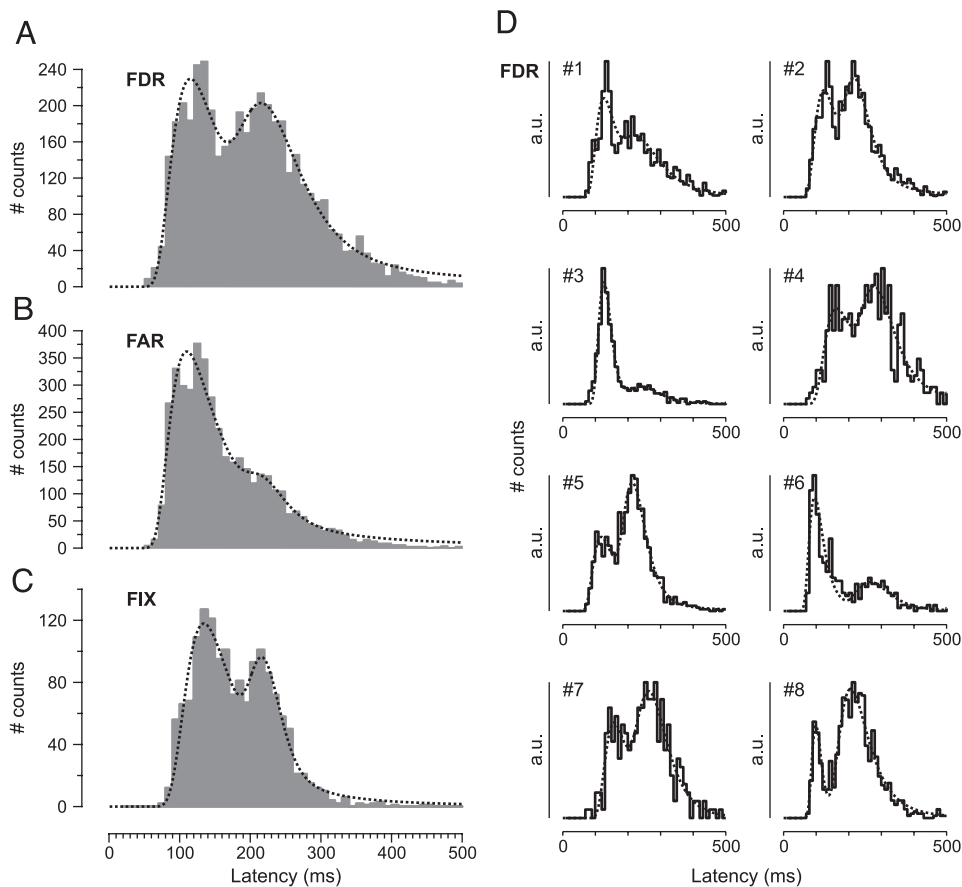 A
FDR
# counts
240
200
160
120
80
40
0
B
FAR
# counts
400
350
300
250
200
150
100
50
0
C
FIX
# counts
120
80
40
0
0 100 200 300 400 500
Latency (ms)
D
FDR
# counts
#1
a.u.
0 500
#2
a.u.
0 500
#3
a.u.
0 500
#4
a.u.
0 500
#5
a.u.
0 500
#6
a.u.
0 500
#7
a.u.
0 500
#8
a.u.
0 500
Latency (ms)